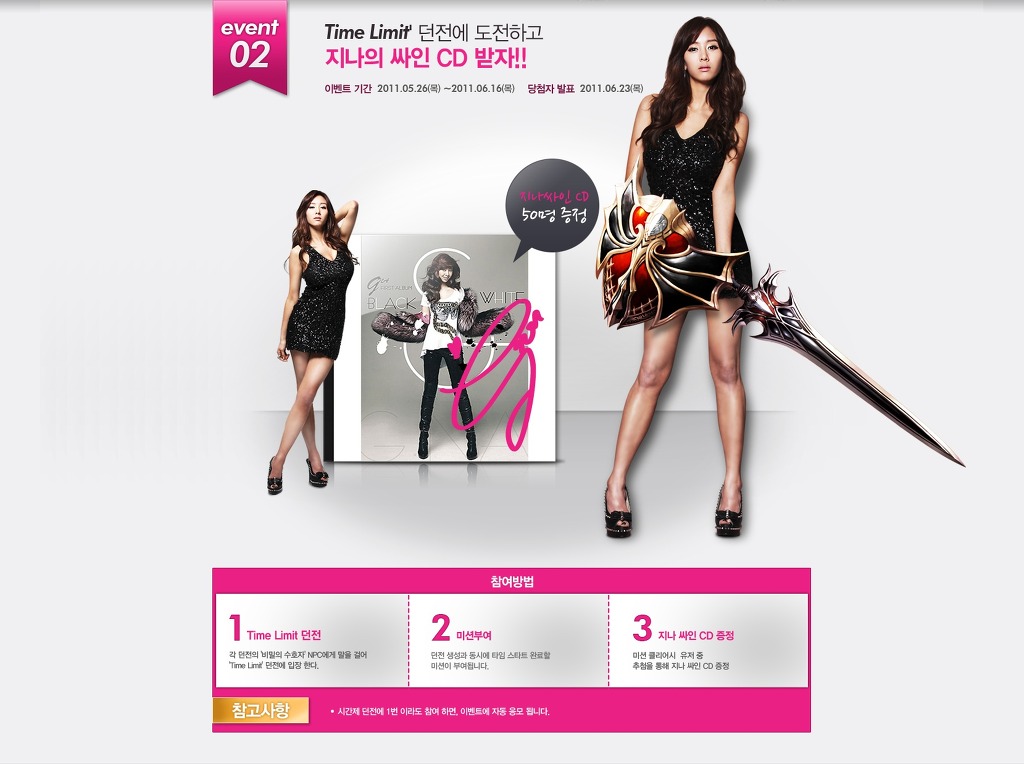 event
02
Time Limit' 던전에 도전하고
지나의 싸인 CD 받자!!
이벤트 기간 2011.05.26(목) ~2011.06.16(목) 당첨자 발표 2011.06.23(목)
지나싸인 CD
50명 증정
FIRST ALBUM
BLACK WHITE
G NA
참여방법
1 Time Limit 던전
각 던전의 '비밀의 수호자' NPC에게 말을 걸어
'Time Limit' 던전에 입장 한다.
2 미션부여
던전 생성과 동시에 타임 스타트 완료할
미션이 부여됩니다.
3 지나 싸인 CD 증정
미션 클리어시 유저 중
추첨을 통해 지나 싸인 CD 증정
참고사항
• 시간제 던전에 1번 이라도 참여 하면, 이벤트에 자동 응모 됩니다.